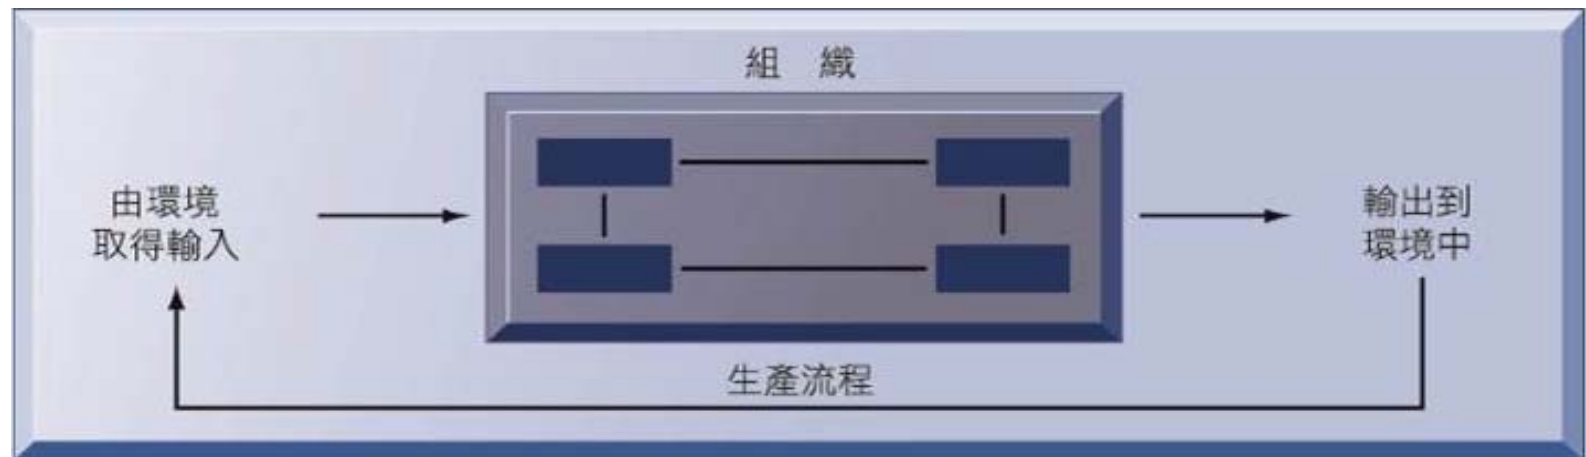 組 織
由環境
取得輸入
輸出到
環境中
生產流程